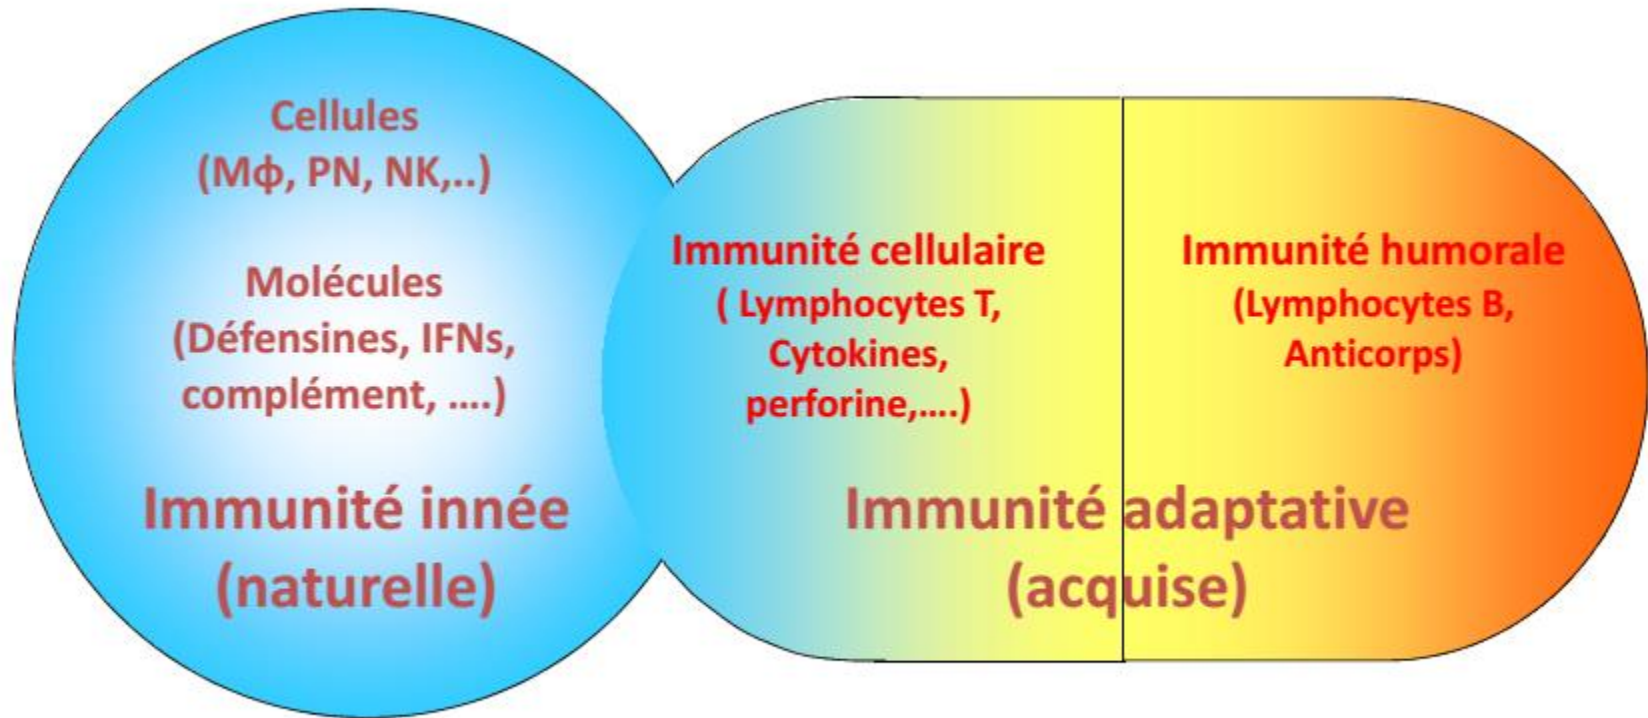 Cellules
(Mϕ, PN, NK,..)
Molécules
(Défensines, IFNs,
complément, ....)
Immunité innée
(naturelle)
Immunité cellulaire
( Lymphocytes T,
Cytokines,
perforine,....)
Immunité humorale
(Lymphocytes B,
Anticorps)
Immunité adaptative
(acquise)